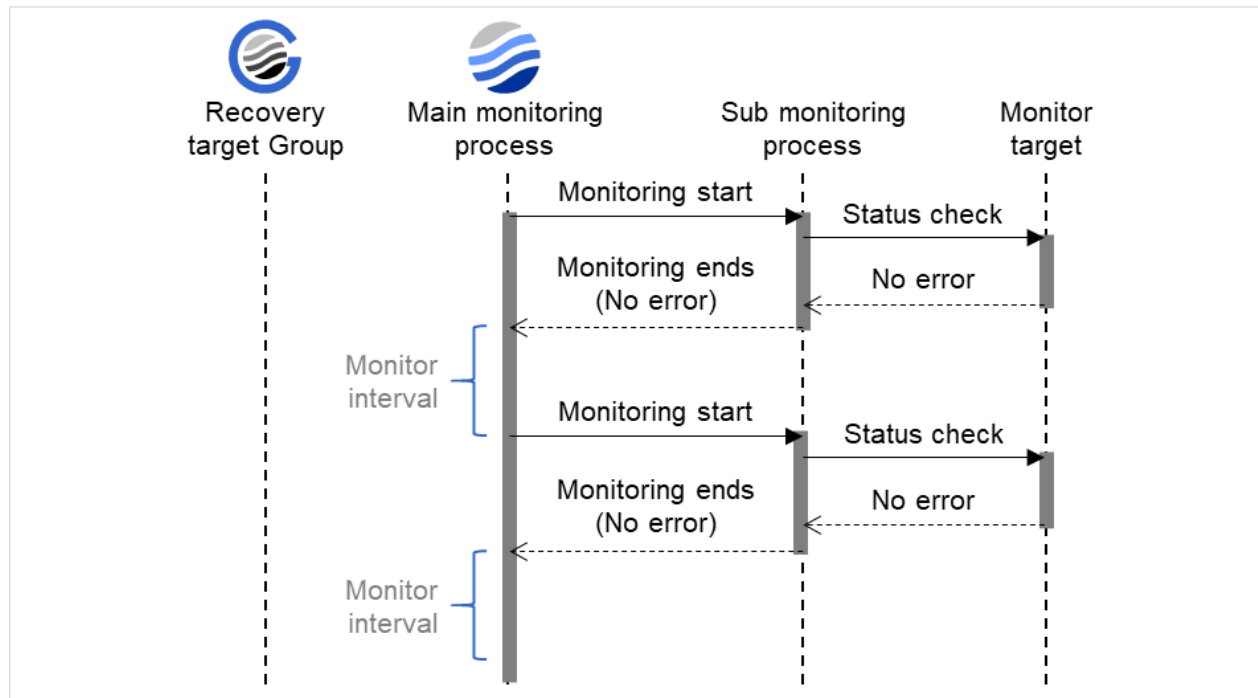 Recovery
target Group
Main monitoring
process
Sub monitoring
process
Monitor
target
Monitoring start
Status check
Monitoring ends
(No error)
No error
Monitor
interval
Monitoring start
Status check
Monitoring ends
(No error)
No error
Monitor
interval